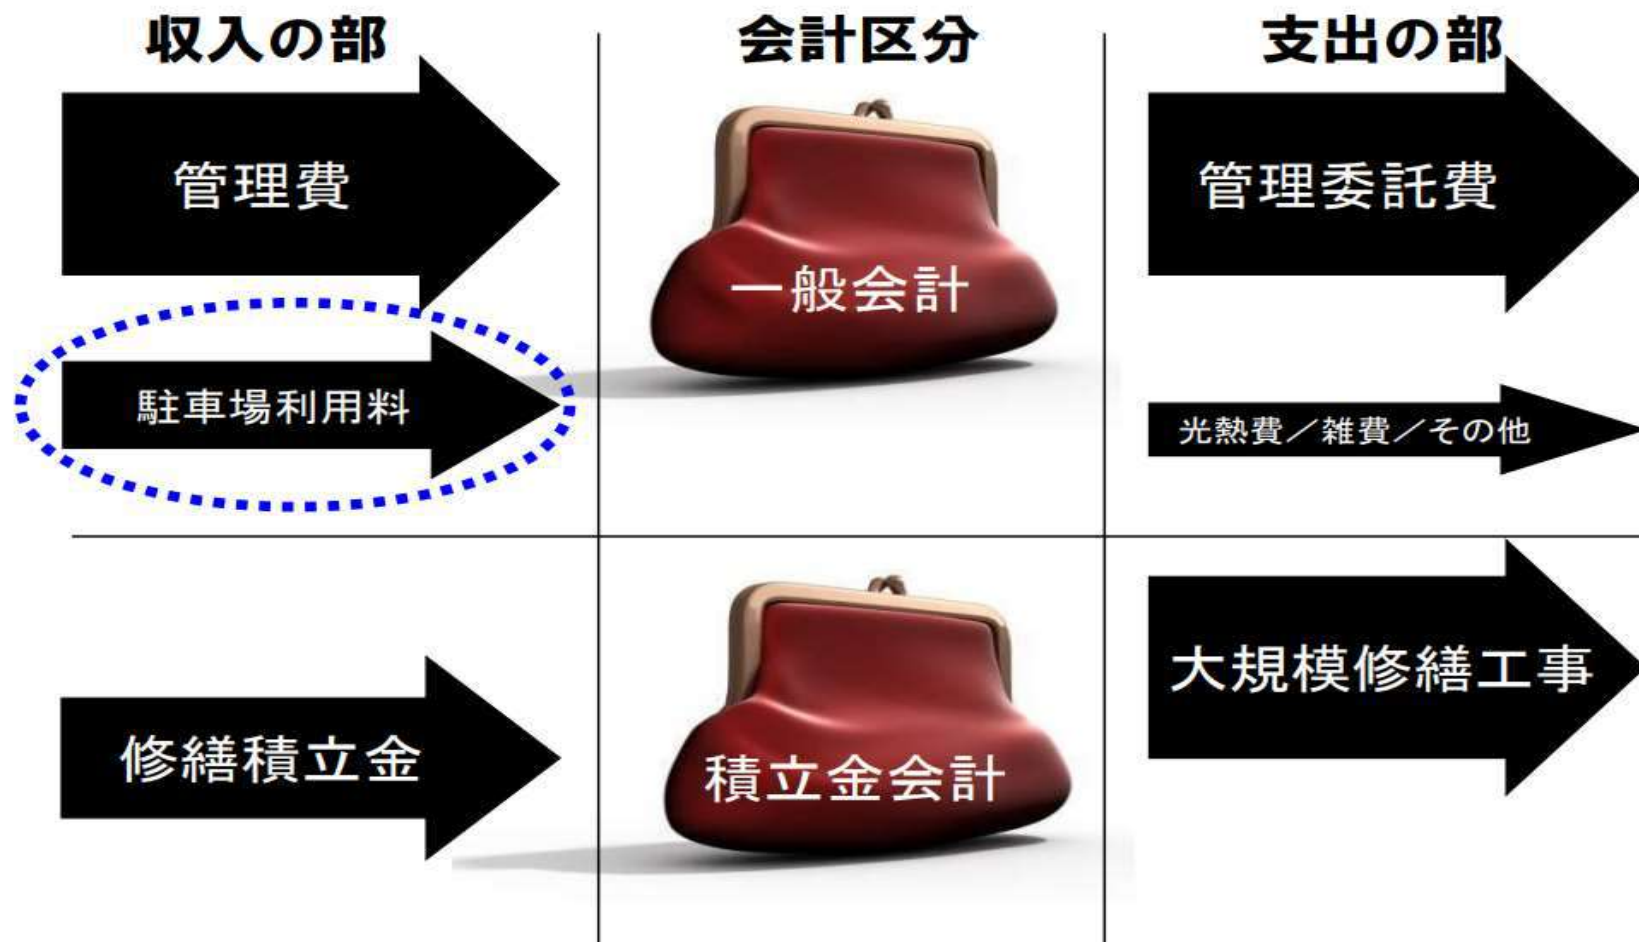 収入の部
会計区分
支出の部
管理費
一般会計
管理委託費
駐車場利用料
光熱費／雑費／その他
修繕積立金
積立金会計
大規模修繕工事